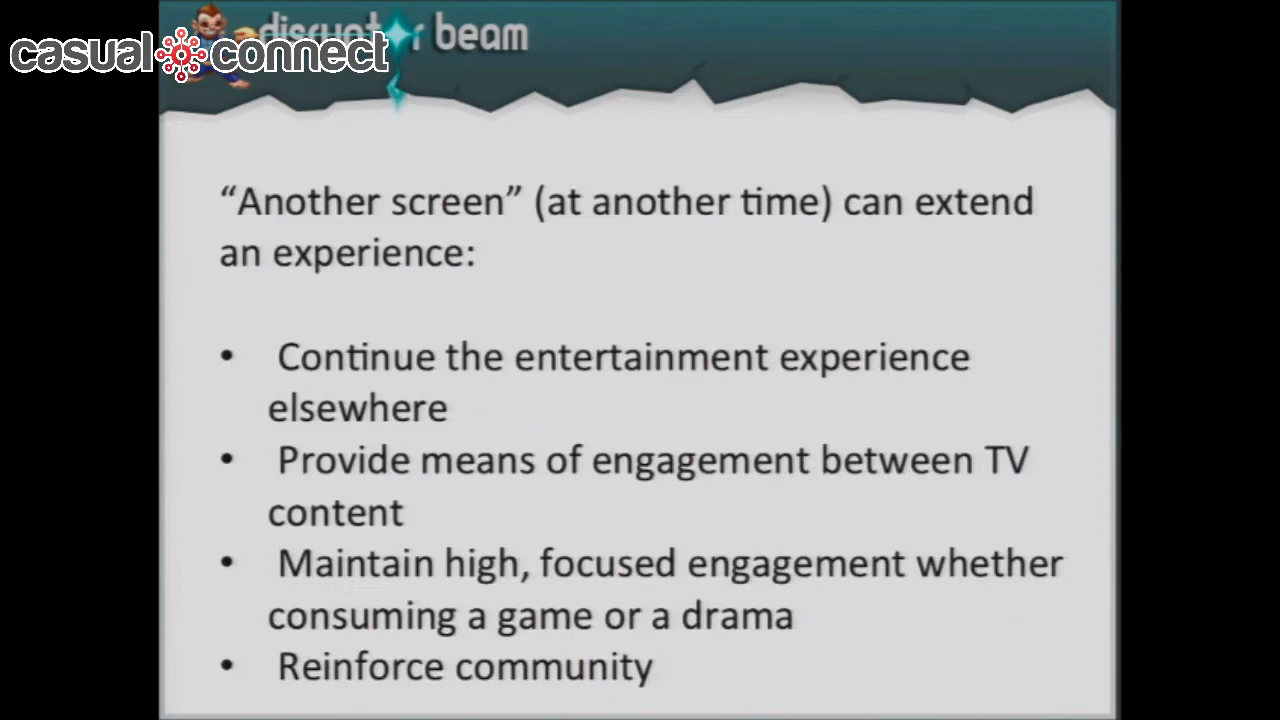 disruptor beam
casual connect
“Another screen” (at another time) can extend
an experience:
• Continue the entertainment experience
elsewhere
• Provide means of engagement between TV
content
• Maintain high, focused engagement whether
consuming a game or a drama
• Reinforce community